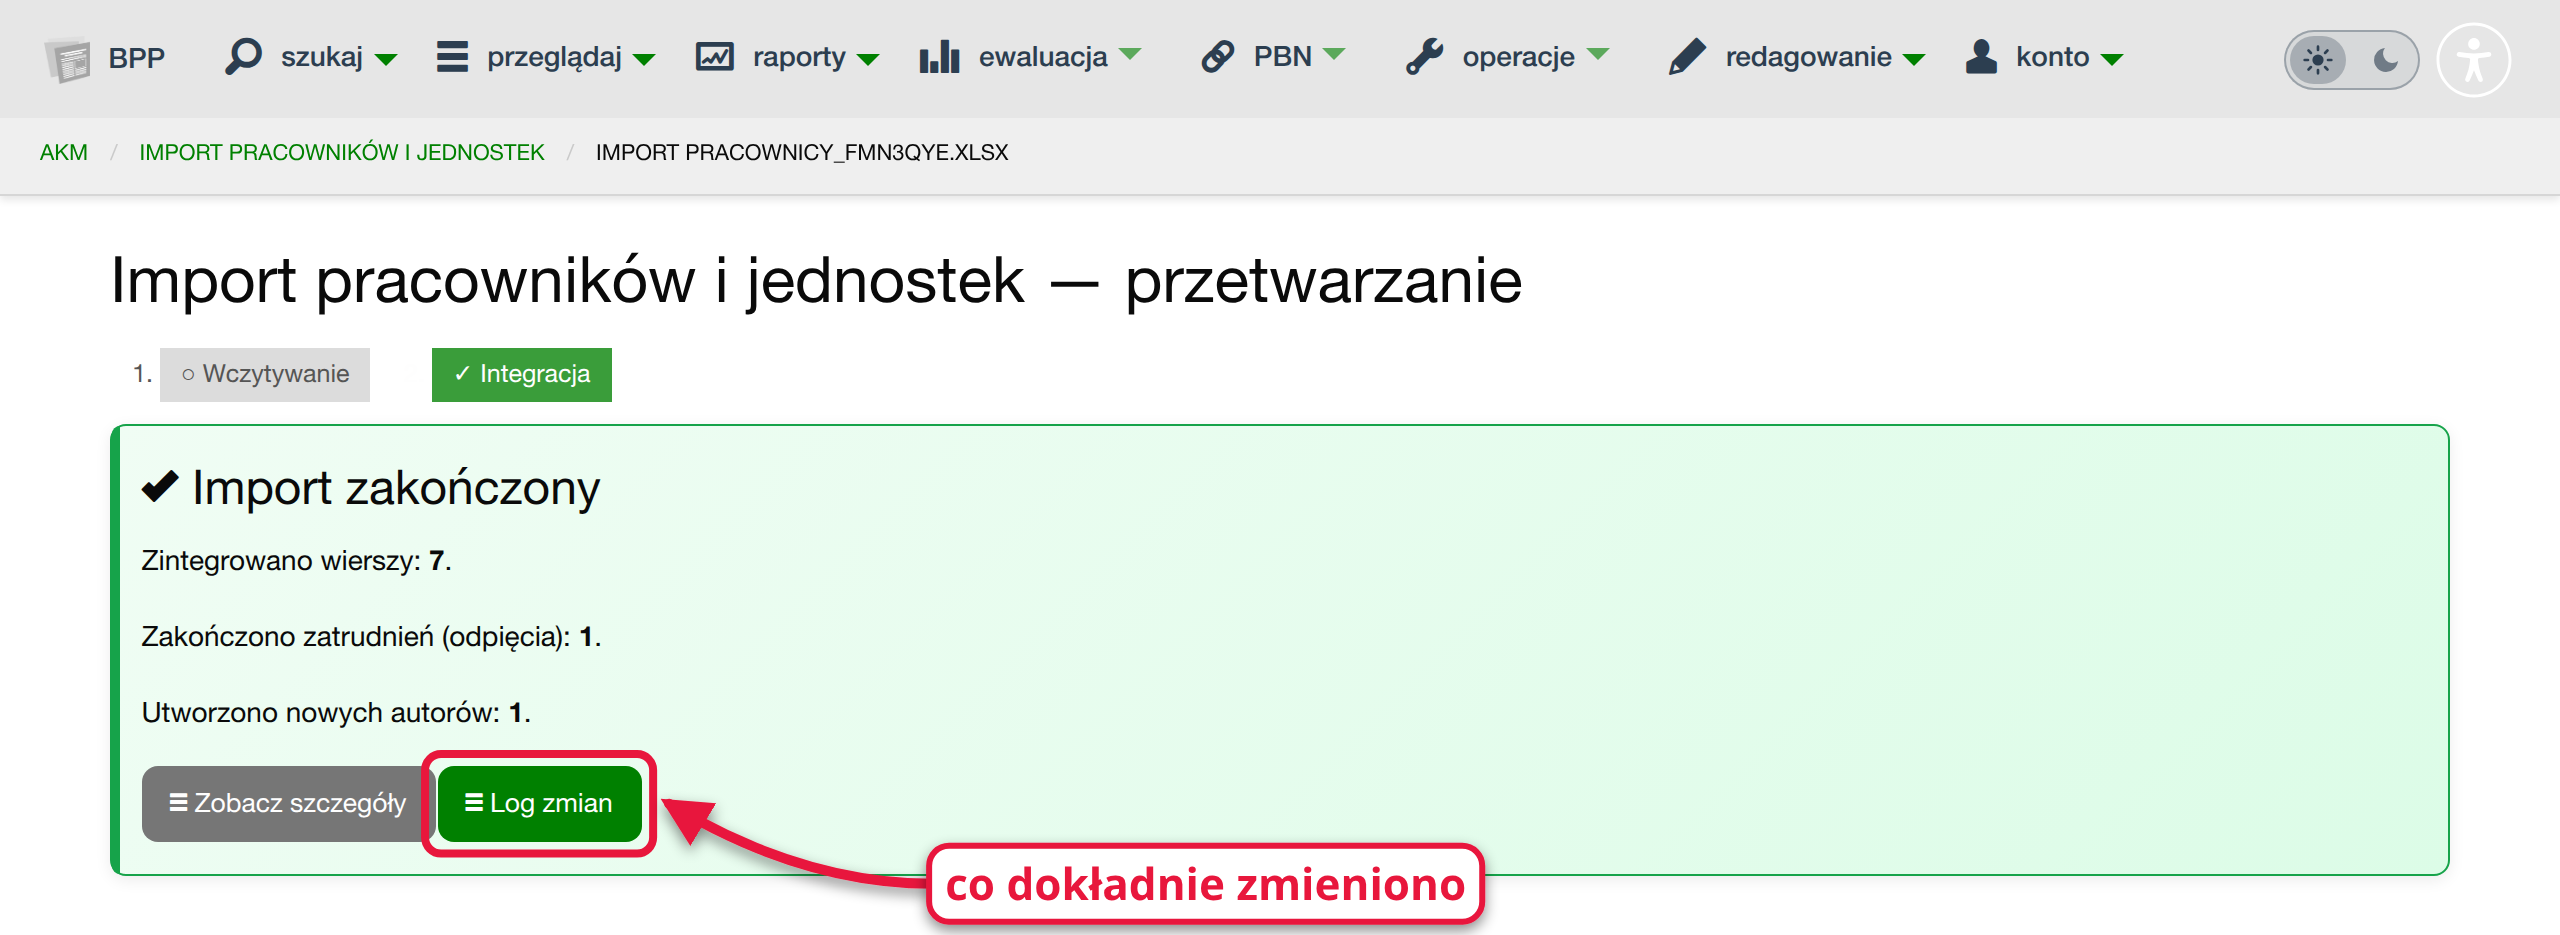 BPP szukaj przeglądaj raporty ewaluacja PBN operacje redagowanie konto
AKM / IMPORT PRACOWNIKÓW I JEDNOSTEK / IMPORT PRACOWNICY_FMN3QYE.XLSX
Import pracowników i jednostek — przetwarzanie
1. ○ Wczytywanie ✓ Integracja
✔ Import zakończony
Zintegrowano wierszy: 7.
Zakończono zatrudnień (odpięcia): 1.
Utworzono nowych autorów: 1.
Zobacz szczegóły Log zmian
co dokładnie zmieniono